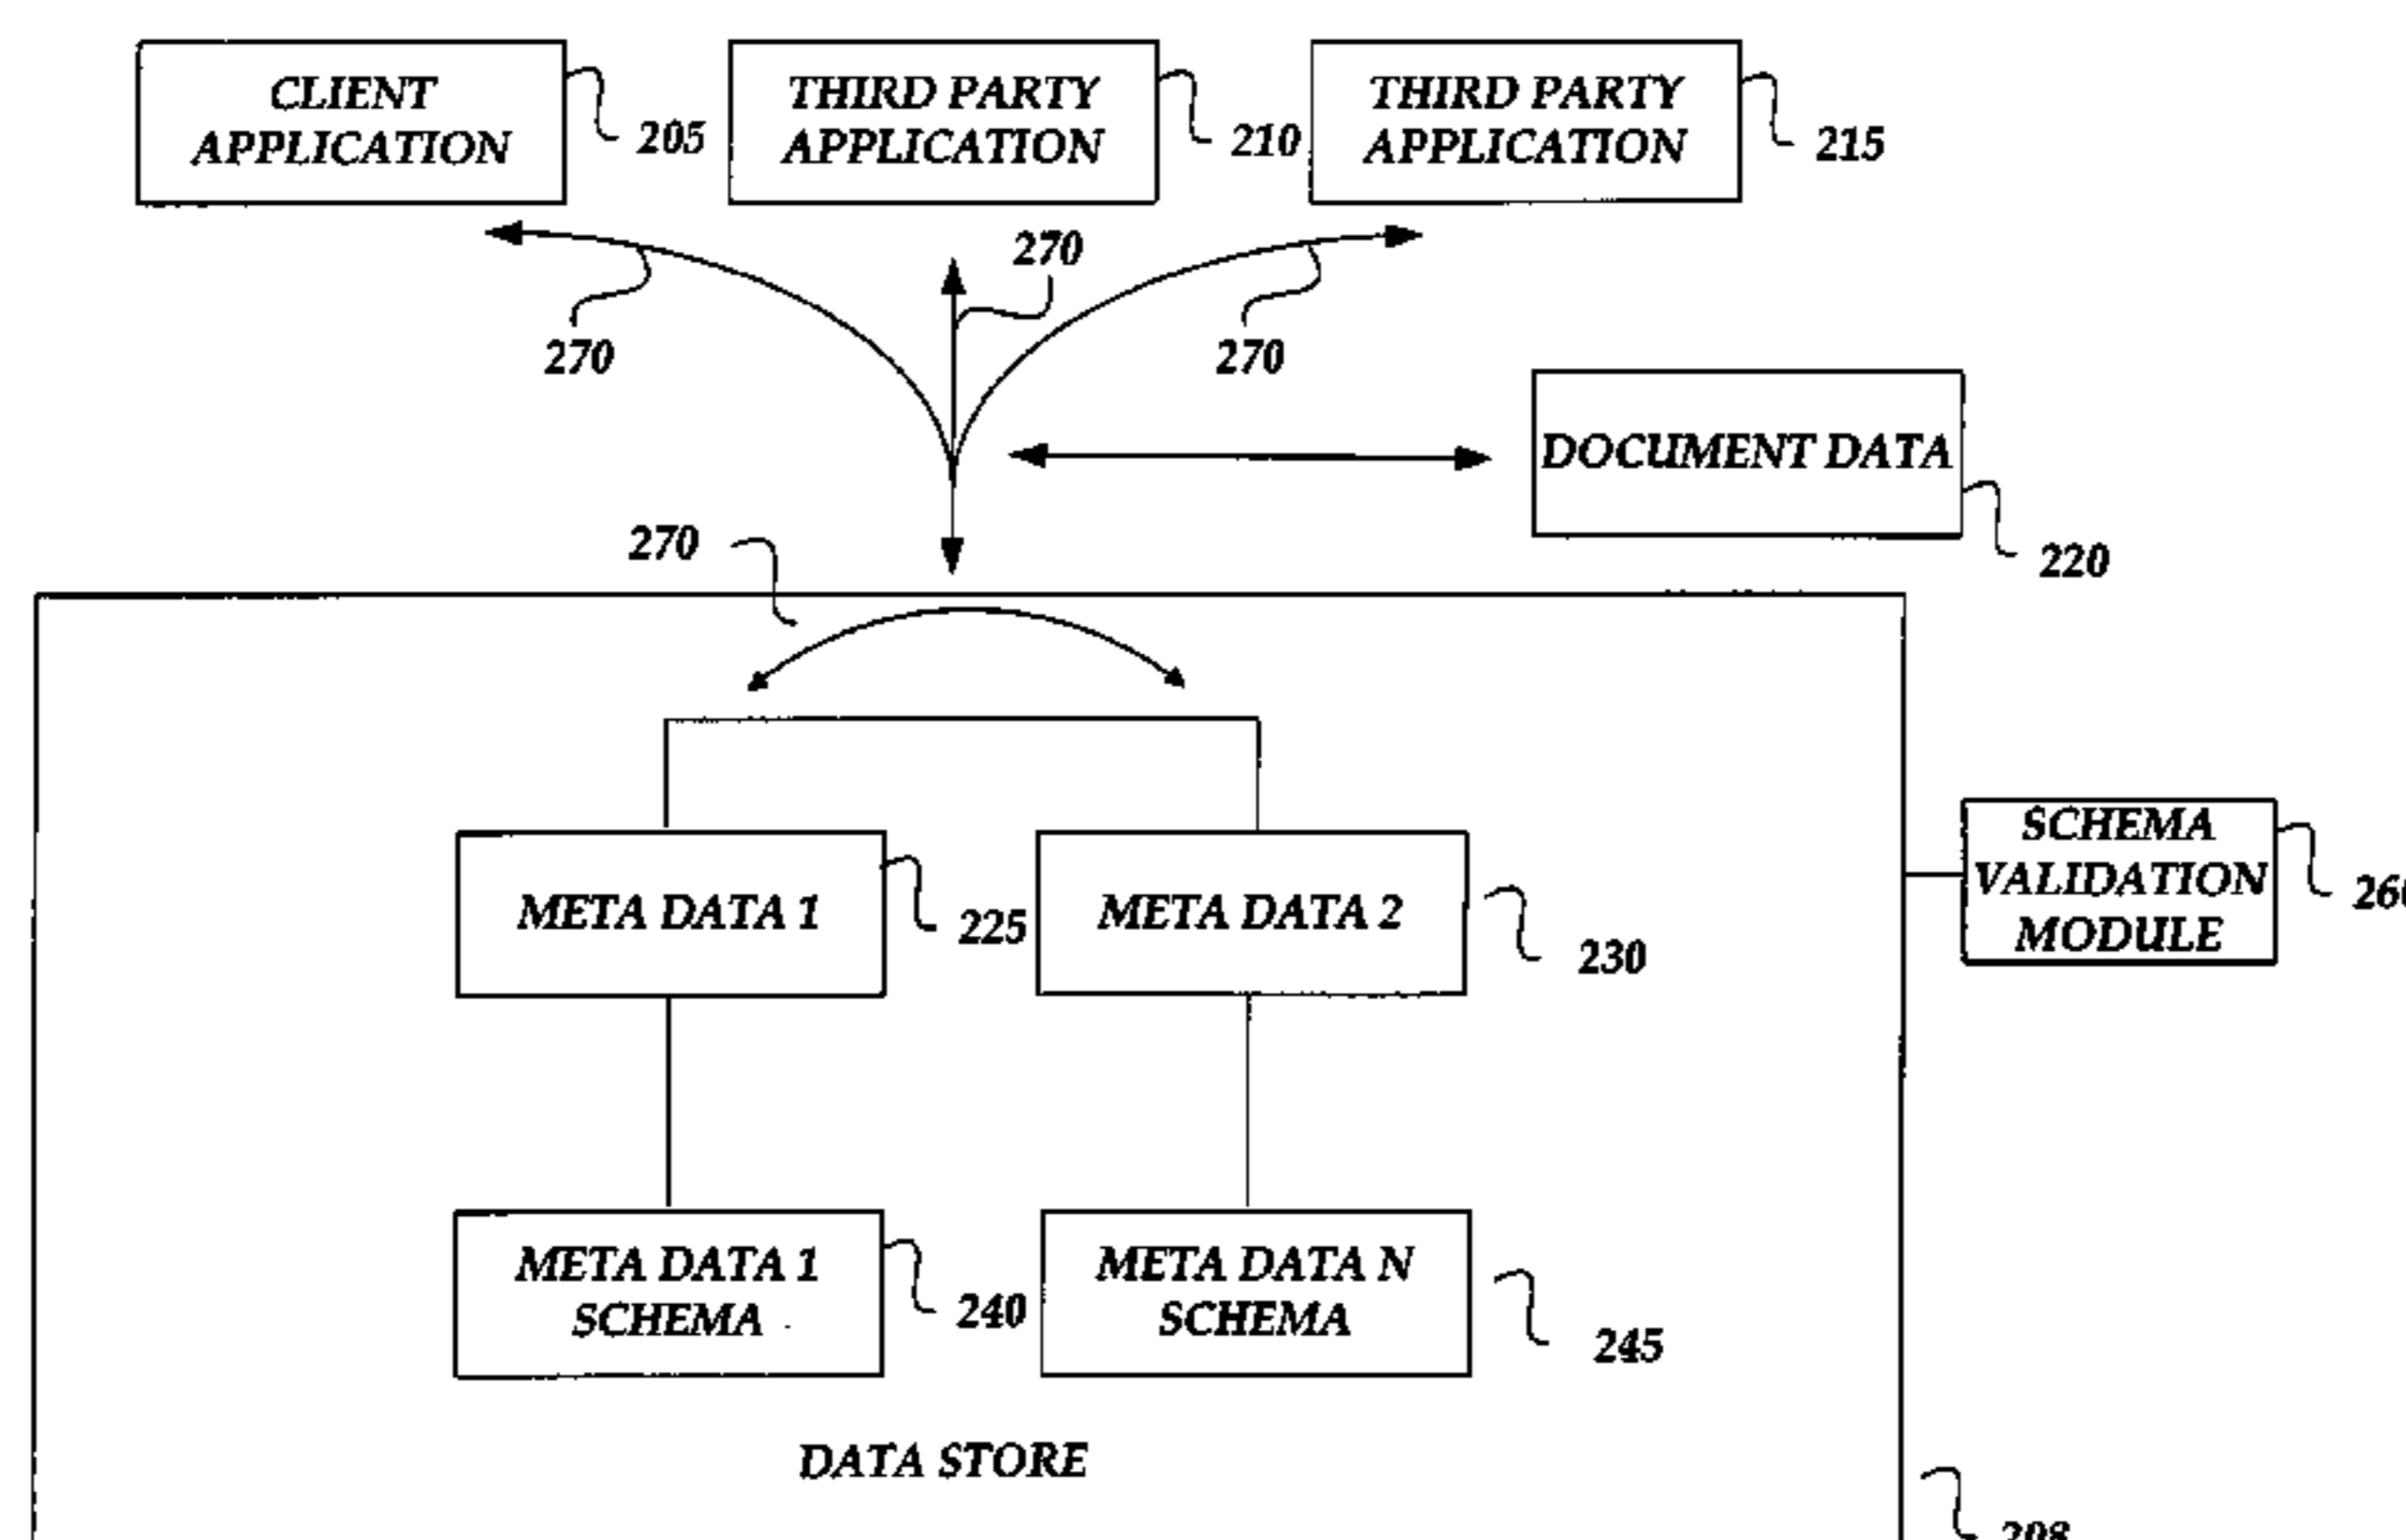 CLIENT
APPLICATION
205
THIRD PARTY
APPLICATION
210
THIRD PARTY
APPLICATION
215
270
270
270
DOCUMENT DATA
220
270
META DATA 1
225
META DATA 2
230
SCHEMA
VALIDATION
MODULE
META DATA 1
SCHEMA
240
META DATA N
SCHEMA
245
DATA STORE